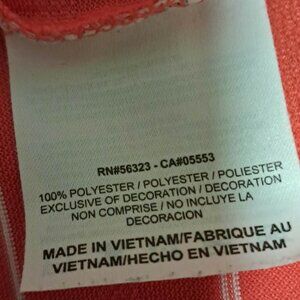 RN#56323 - CA#05553
100% POLYESTER / POLYESTER / POLIESTER
EXCLUSIVE OF DECORATION / DECORATION
NON COMPRISE / NO INCLUYE LA
DECORACION
MADE IN VIETNAM/FABRIQUE AU
VIETNAM/HECHO EN VIETNAM